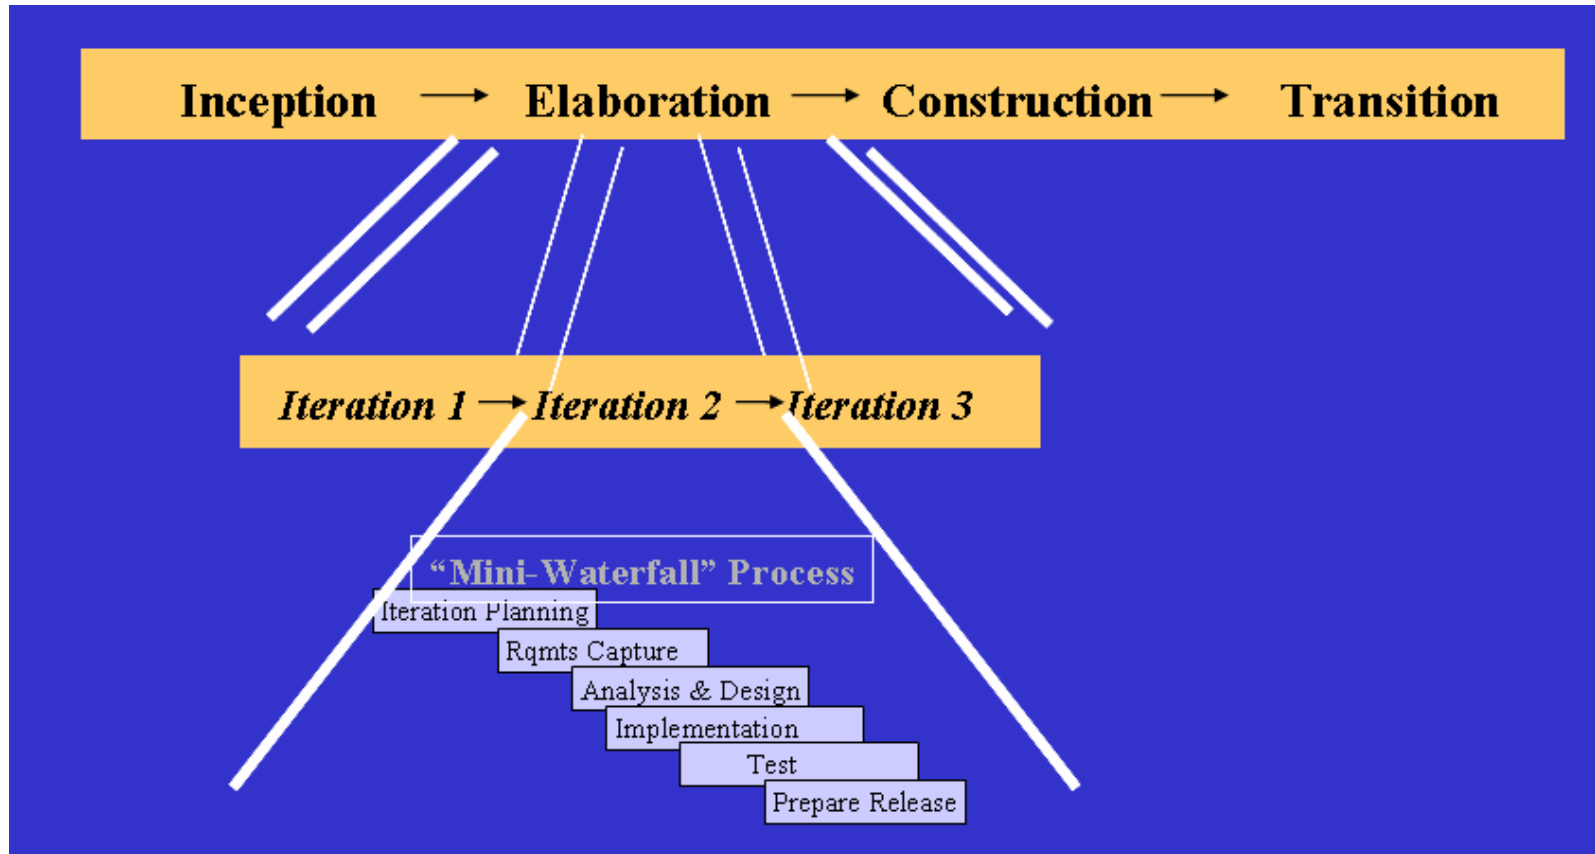 Inception Elaboration Construction Transition
Iteration 1 Iteration 2 Iteration 3
“Mini-Waterfall” Process
Iteration Planning
Rqmts Capture
Analysis & Design
Implementation
Test
Prepare Release